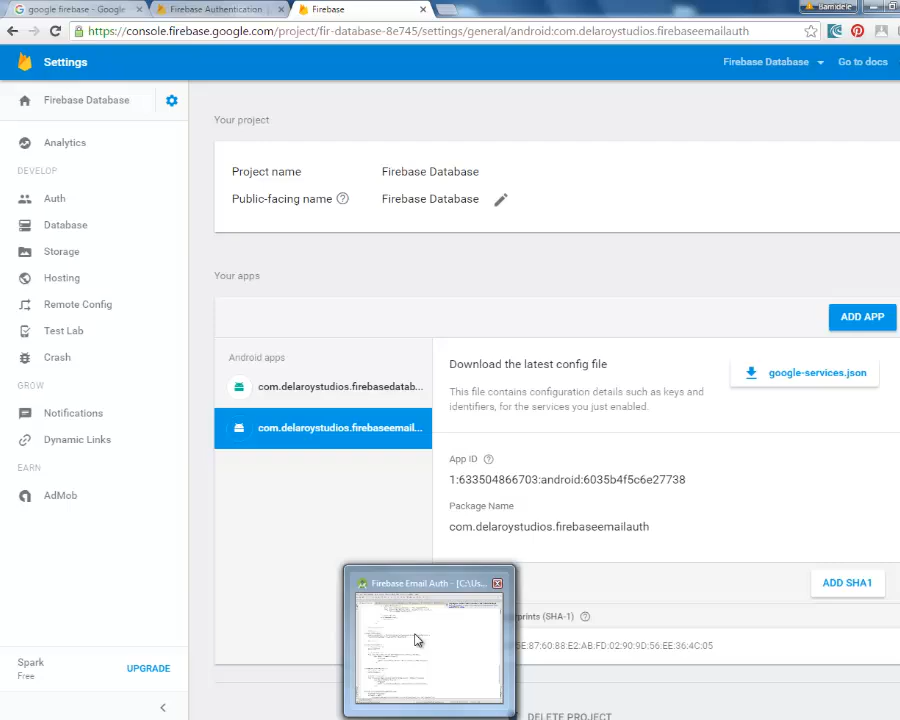 google firebase - Google
Firebase Authentication
Firebase
Bamidele
https://console.firebase.google.com/project/fir-database-8e745/settings/general/android:com.delaroystudios.firebaseemailauth
Settings
Firebase Database
Go to docs
Firebase Database
Analytics
DEVELOP
Auth
Database
Storage
Hosting
Remote Config
Test Lab
Crash
GROW
Notifications
Dynamic Links
EARN
AdMob
Spark
Free
UPGRADE
Your project
Project name Firebase Database
Public-facing name Firebase Database
Your apps
ADD APP
Android apps
com.delaroystudios.firebasedatab...
com.delaroystudios.firebaseemail...
Download the latest config file
google-services.json
This file contains configuration details such as keys and
identifiers, for the services you just enabled.
App ID
1:633504866703:android:6035b4f5c6e27738
Package Name
com.delaroystudios.firebaseemailauth
ADD SHA1
Firebase Email Auth - [C:\Us...
(SHA-1)
:87:60:88:E2:AB:FD:02:90:9D:56:EE:36:4C:05
DELETE PROJECT